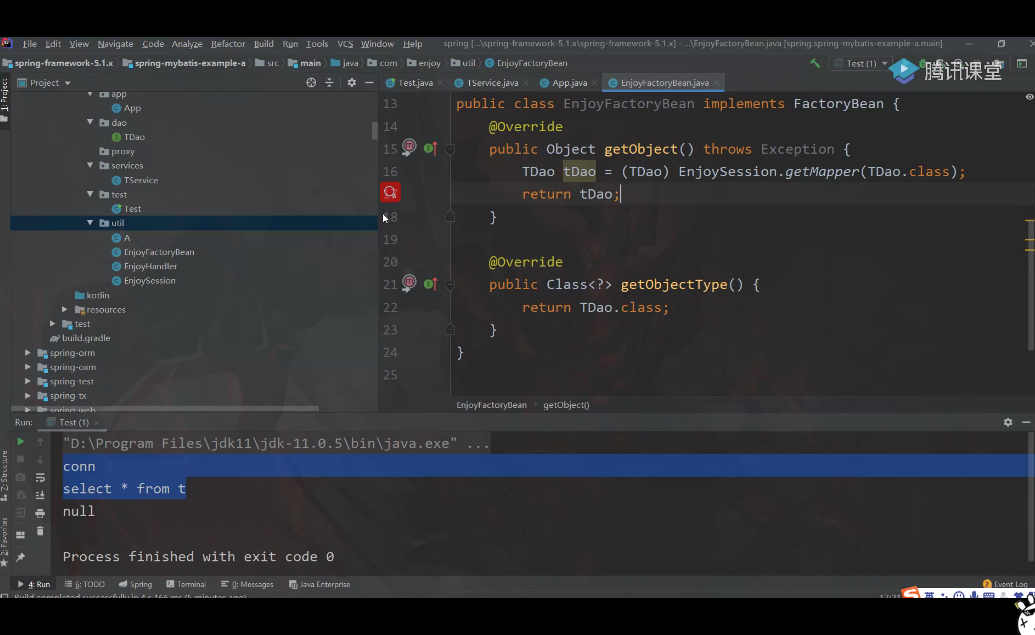 File Edit View Navigate Code Analyze Refactor Build Run Tools VCS Window Help spring [...\spring-framework-5.1.x\spring-framework-5.1.x] - ...\EnjoyFactoryBean.java [spring.spring-mybatis-example-a.main]
spring-framework-5.1.x spring-mybatis-example-a src main java com enjoy util EnjoyFactoryBean Test (1)
腾讯课堂
Project
Test.java TService.java App.java EnjoyFactoryBean.java
1: Project
app
App
dao
TDao
proxy
services
TService
test
Test
util
A
EnjoyFactoryBean
EnjoyHandler
EnjoySession
kotlin
resources
test
build.gradle
spring-orm
spring-oxm
spring-test
spring-tx
spring-web
13 public class EnjoyFactoryBean implements FactoryBean {
14 @Override
15 public Object getObject() throws Exception {
16 TDao tDao = (TDao) EnjoySession.getMapper(TDao.class);
return tDao;
18 }
19
20 @Override
21 public Class<?> getObjectType() {
22 return TDao.class;
23 }
24 }
25
EnjoyFactoryBean getObject()
Run: Test (1)
"D:\Program Files\jdk11\jdk-11.0.5\bin\java.exe" ...
conn
select * from t
null
Process finished with exit code 0
Z: Structure
2: Favorites
4: Run 6: TODO Spring Terminal 0: Messages Java Enterprise 2 Event Log
Build completed successfully in 4 s 166 ms (5 minutes ago) 17:21 英